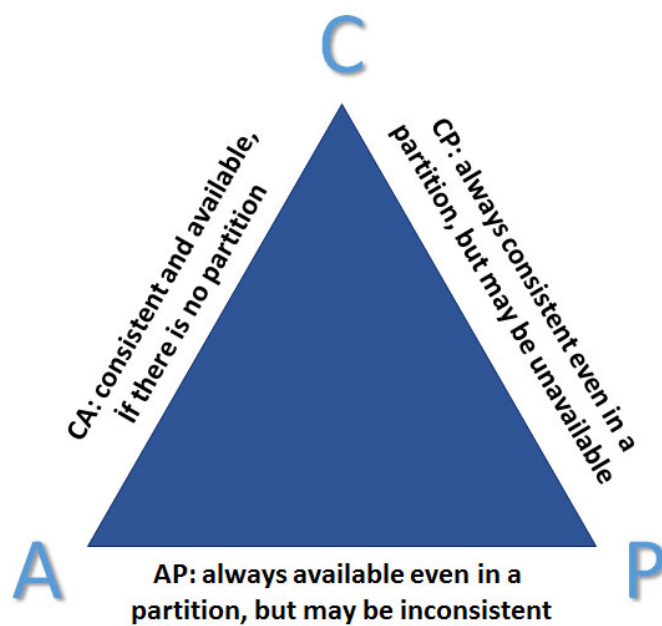 C
CA: consistent and available,
if there is no partition
CP: always consistent even in a
partition, but may be unavailable
A
P
AP: always available even in a
partition, but may be inconsistent